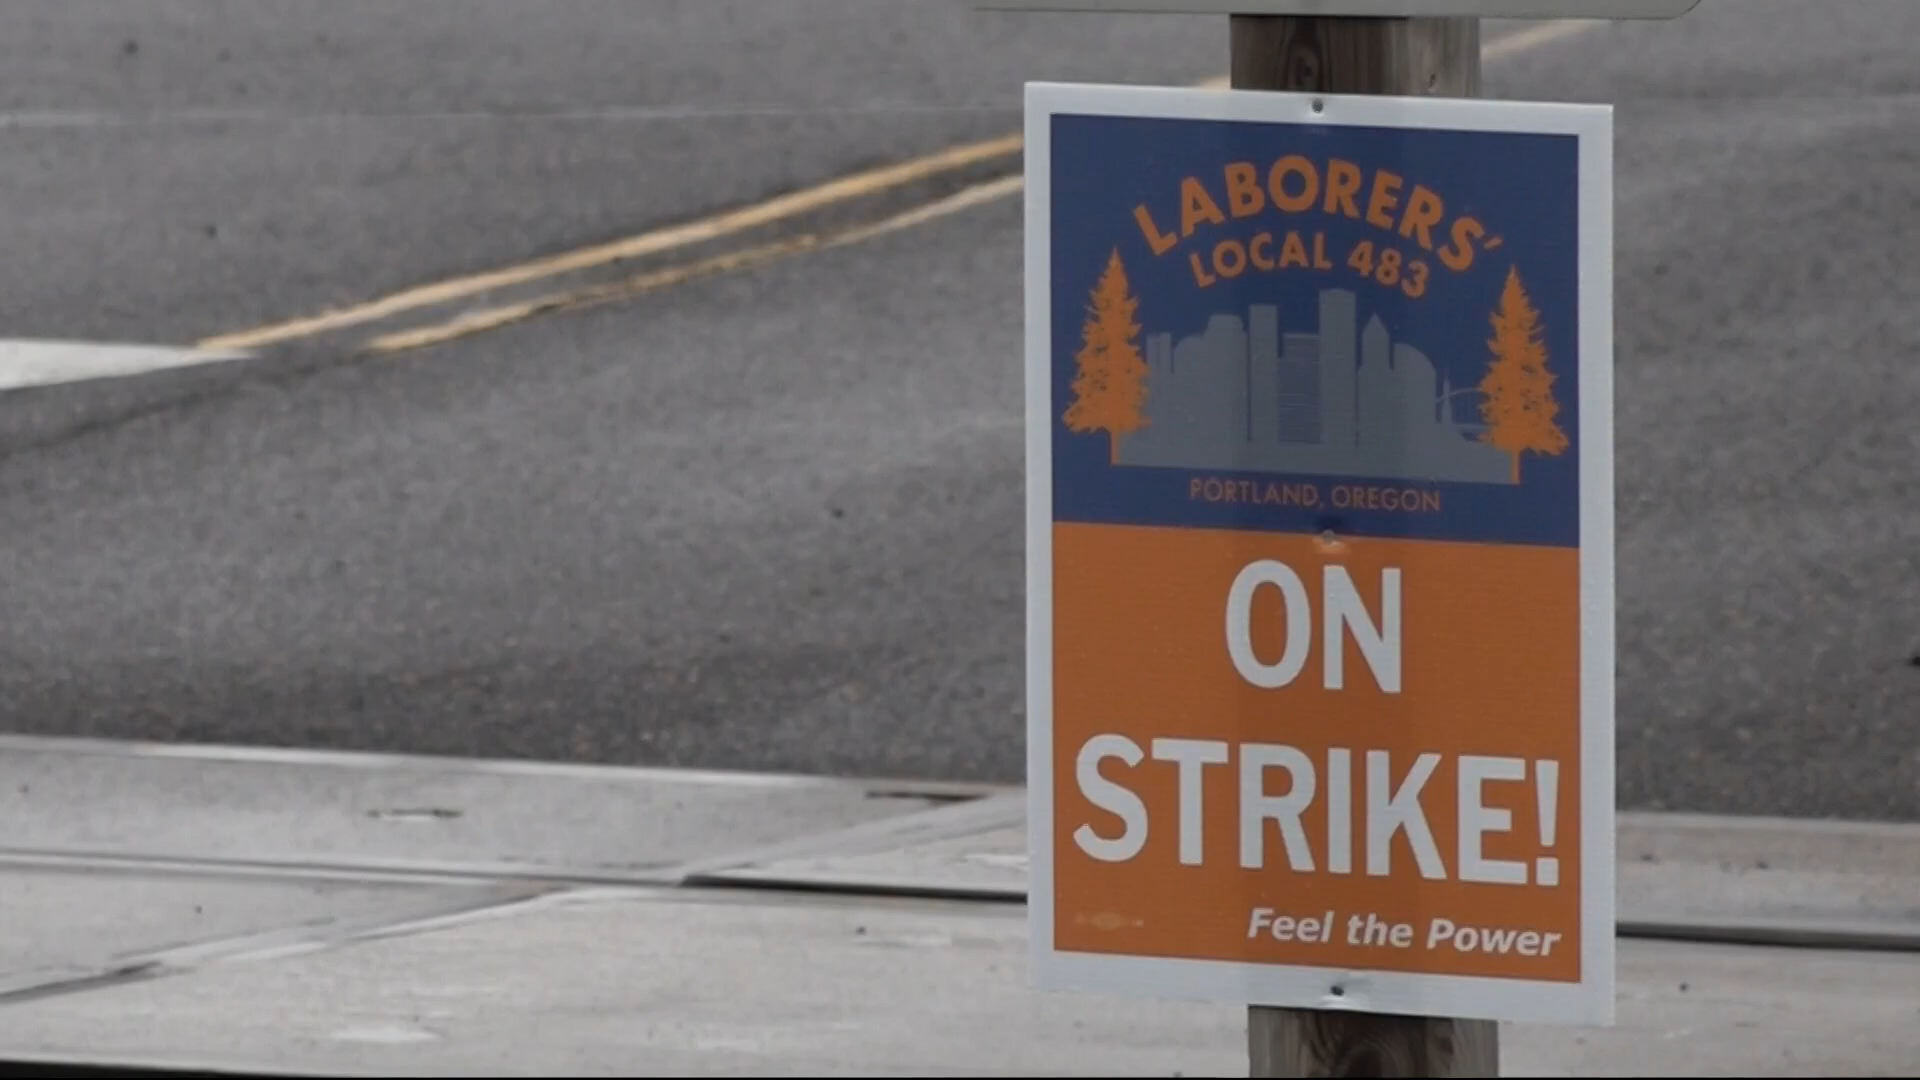 LABORERS'
LOCAL 483
PORTLAND, OREGON
ON
STRIKE!
Feel the Power